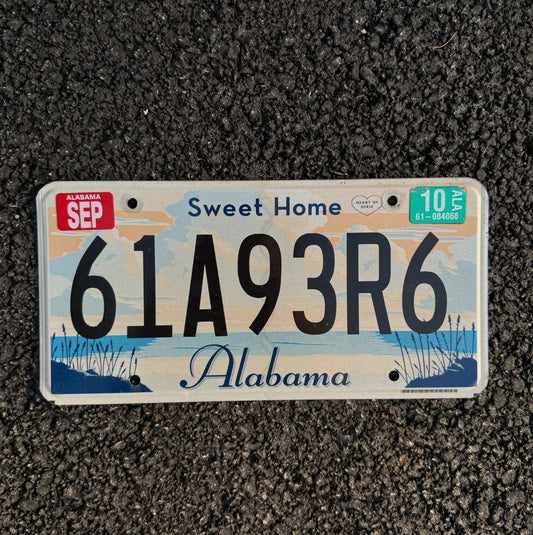 ALABAMA
SEP
Sweet Home
HEART OF
DIXIE
10
ALA
61-084868
61A93R6
Alabama